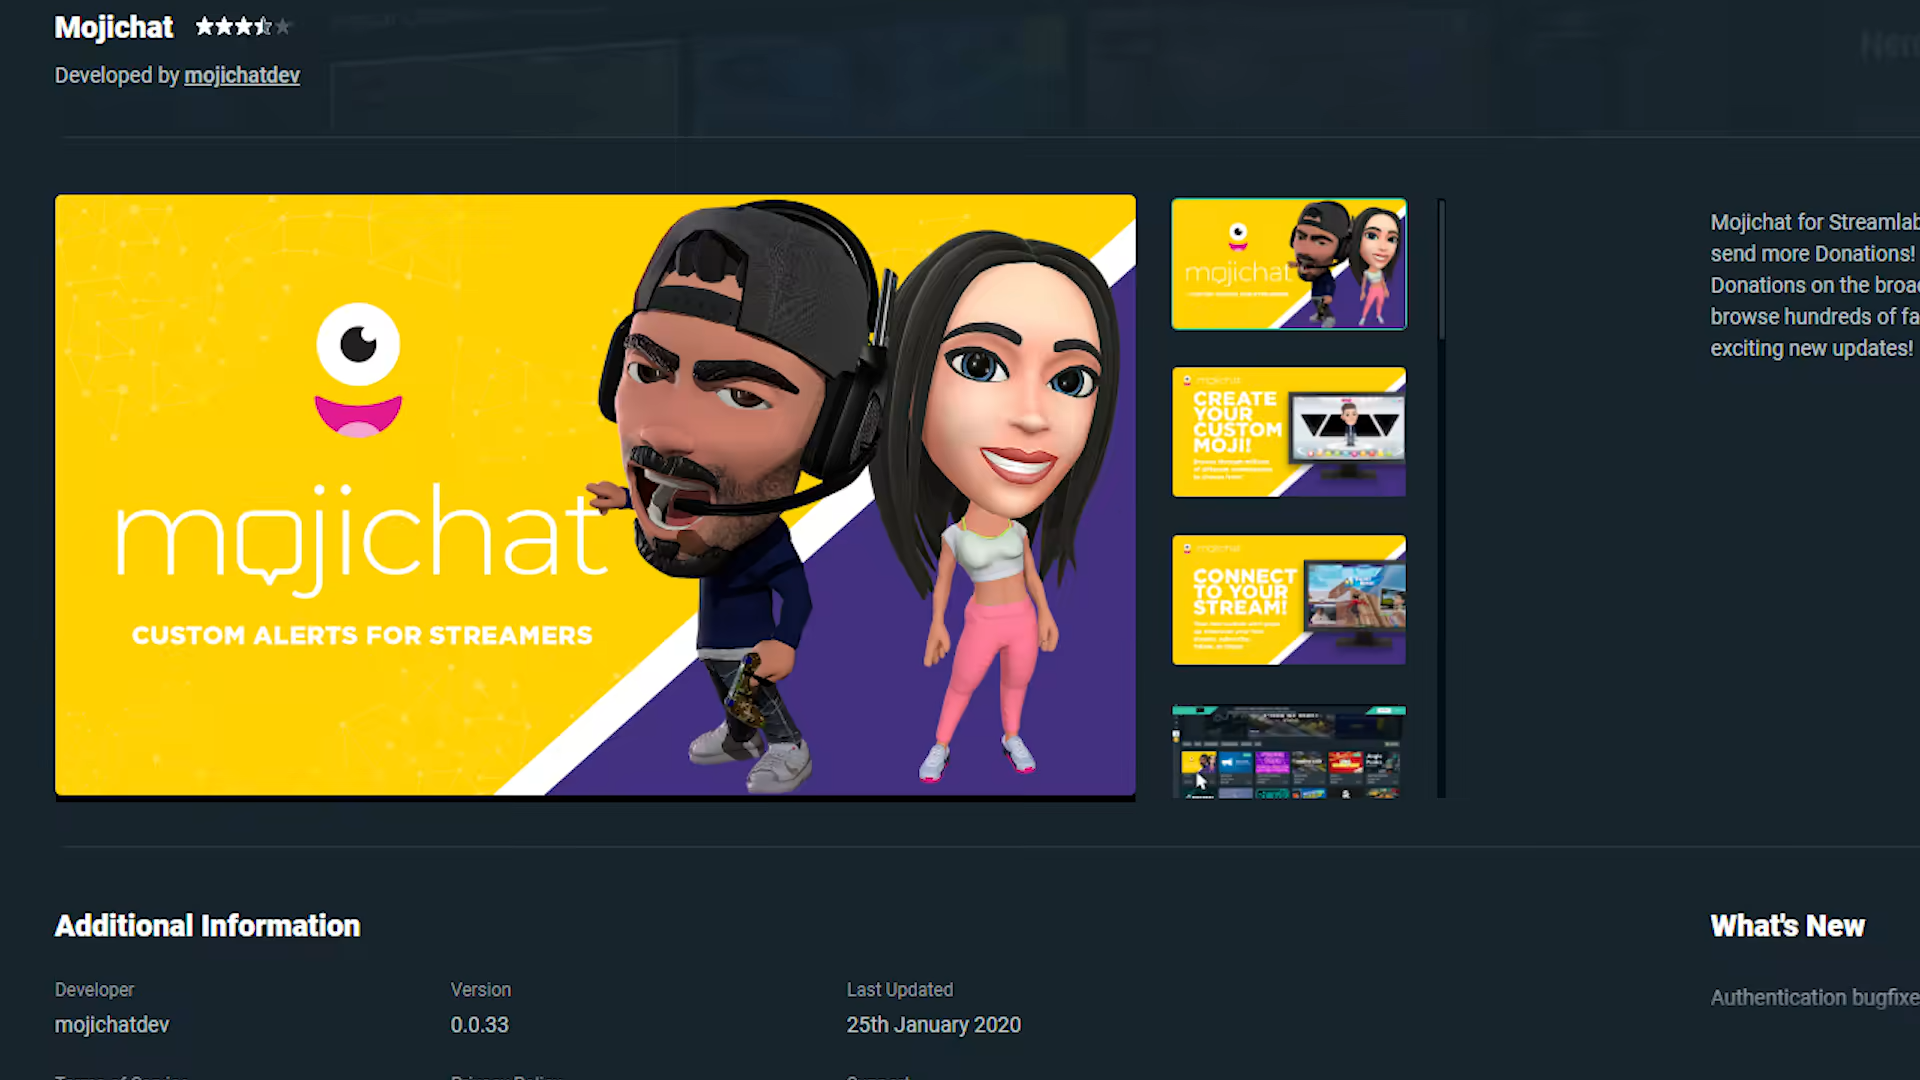 Mojichat
Developed by mojichatdev
mojichat
CUSTOM ALERTS FOR STREAMERS
mojichat
CREATE
YOUR
CUSTOM
MOJI!
CONNECT
TO YOUR
STREAM!
Mojichat for Streamlab
send more Donations!
Donations on the broa
browse hundreds of fa
exciting new updates!
Additional Information
Developer
mojichatdev
Version
0.0.33
Last Updated
25th January 2020
What's New
Authentication bugfixe